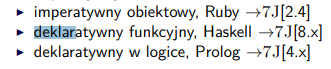 ▸ imperatywny obiektowy, Ruby →7J[2.4]
▸ deklaratywny funkcyjny, Haskell →7J[8.x]
▸ deklaratywny w logice, Prolog →7J[4.x]